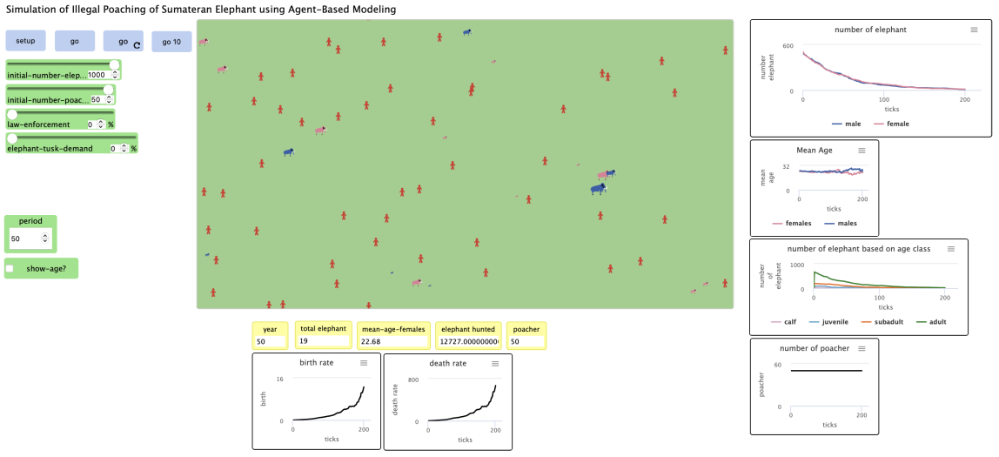 Simulation of Illegal Poaching of Sumateran Elephant using Agent-Based Modeling
setup
go
go
go 10
initial-number-elep... 1000
initial-number-poac... 50
law-enforcement 0 %
elephant-tusk-demand 0 %
period
50
show-age?
year
50
total elephant
19
mean-age-females
22.68
elephant hunted
12727.000000000
poacher
50
birth rate
16
birth
0
0
200
ticks
death rate
800
death rate
0
0
200
ticks
number of elephant
600
number
elephant
0
0
100
200
ticks
male
female
Mean Age
32
mean
age
0
0
200
ticks
females
males
number of elephant based on age class
1000
number
of
elephant
0
0
100
200
ticks
calf
juvenile
subadult
adult
number of poacher
60
poacher
0
0
200
ticks